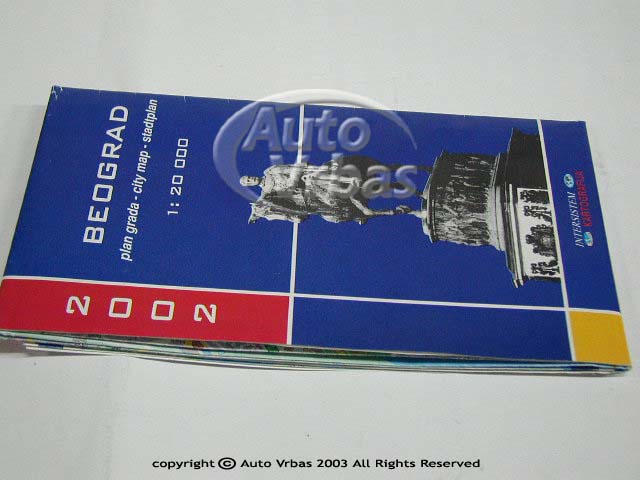 BEOGRAD
plan grada - city map - stadtplan
1: 20 000
2002
INTERSISTEM
KARTOGRAFIJA
Auto
Vrbas
copyright © Auto Vrbas 2003 All Rights Reserved